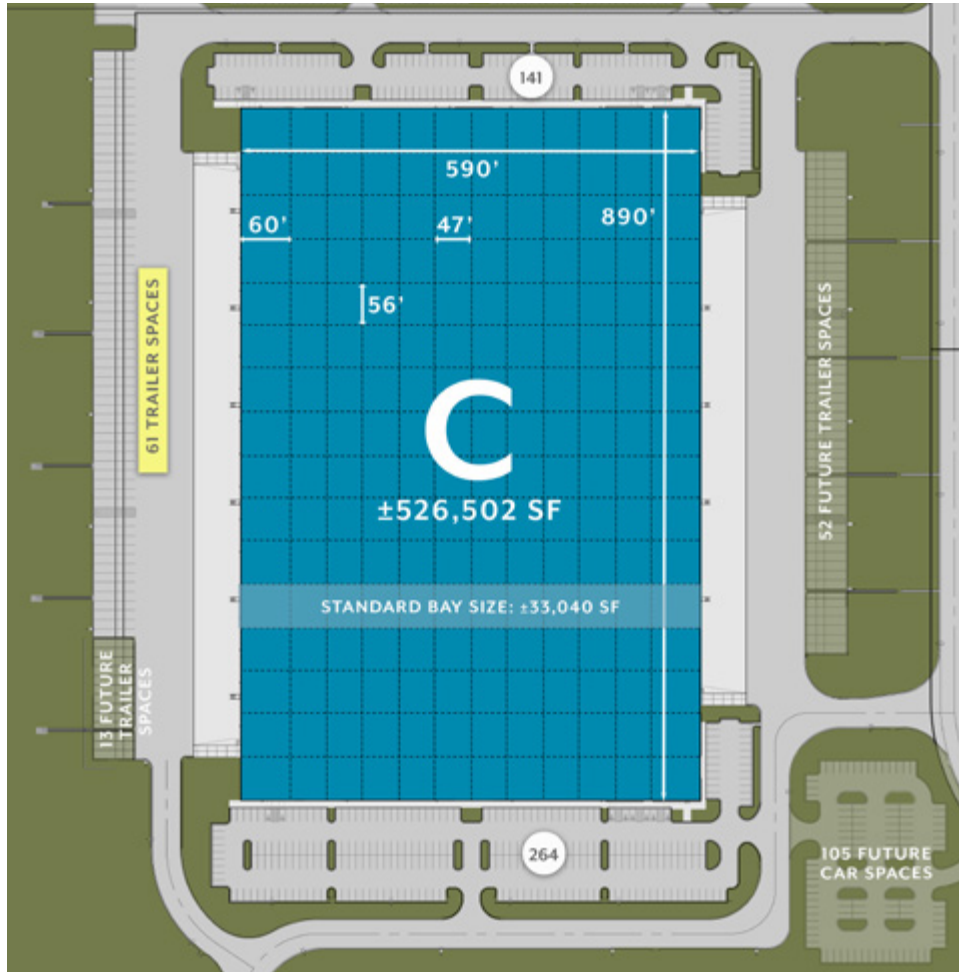 141
590'
890'
60'
47'
56'
61 TRAILER SPACES
52 FUTURE TRAILER SPACES
C
±526,502 SF
STANDARD BAY SIZE: ±33,040 SF
13 FUTURE
TRAILER
SPACES
264
105 FUTURE
CAR SPACES